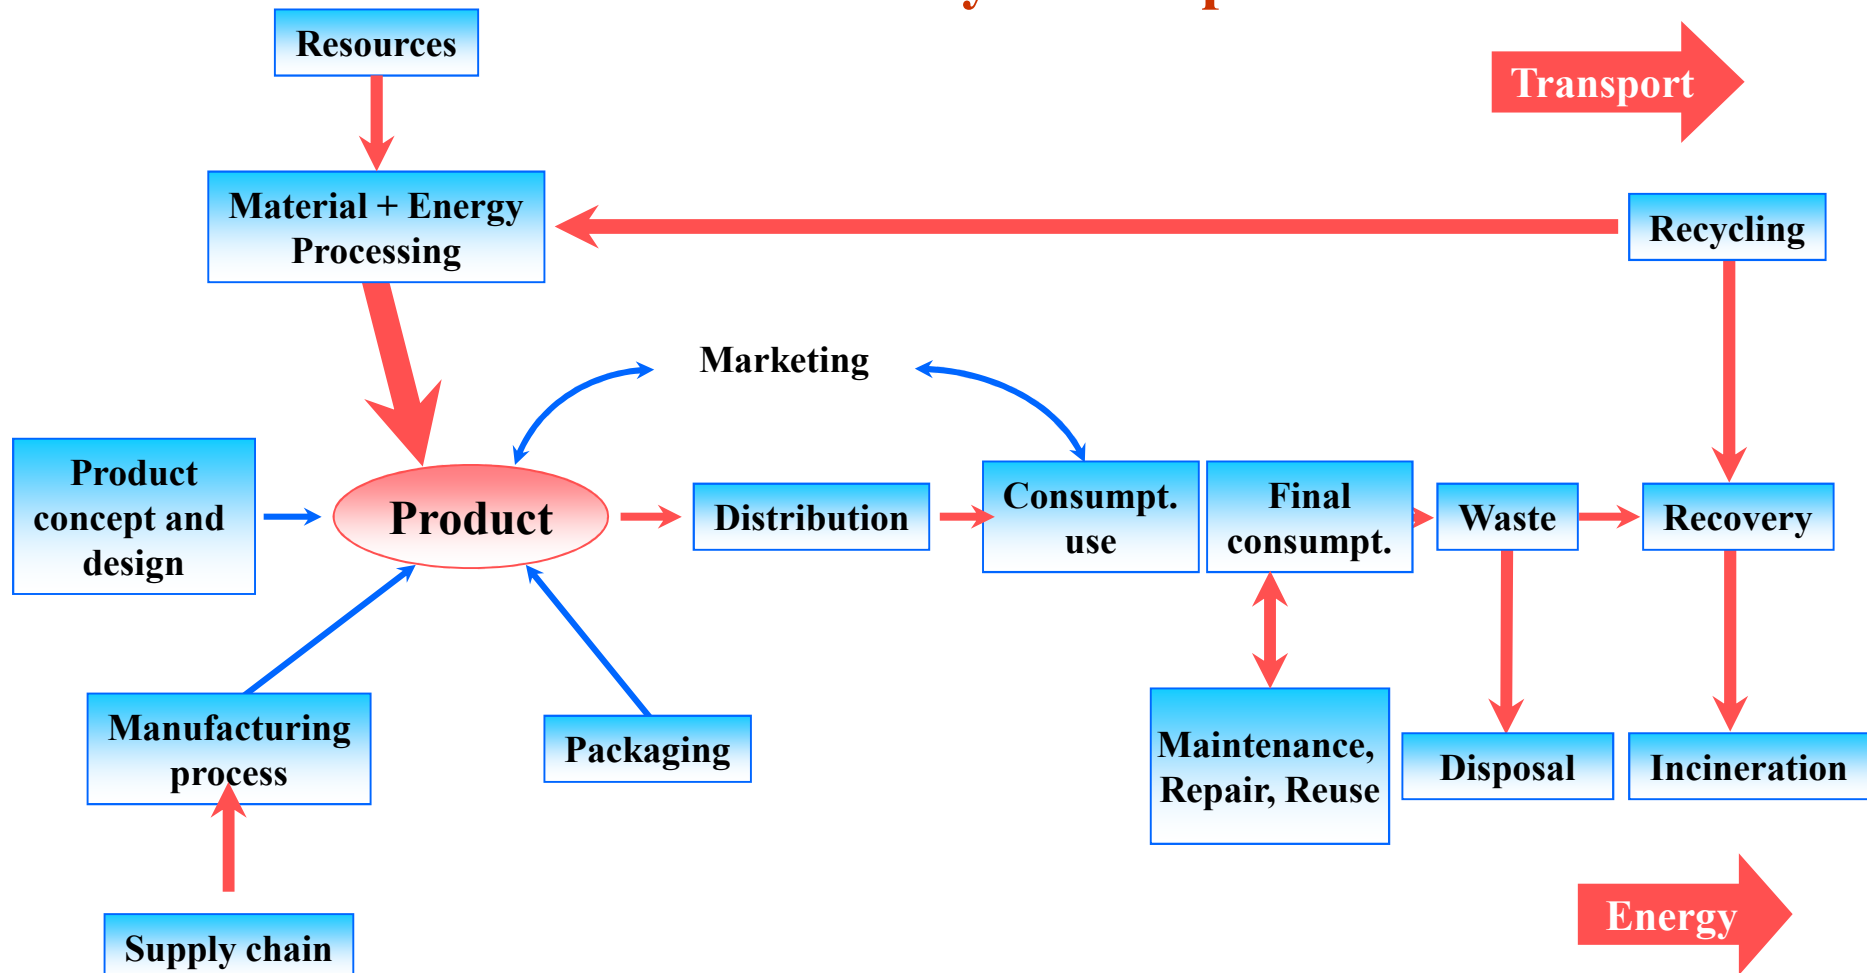 Resources
Transport
Material + Energy
Processing
Recycling
Marketing
Product
concept and
design
Product
Distribution
Consumpt.
use
Final
consumpt.
Waste
Recovery
Manufacturing
process
Packaging
Maintenance,
Repair, Reuse
Disposal
Incineration
Supply chain
Energy